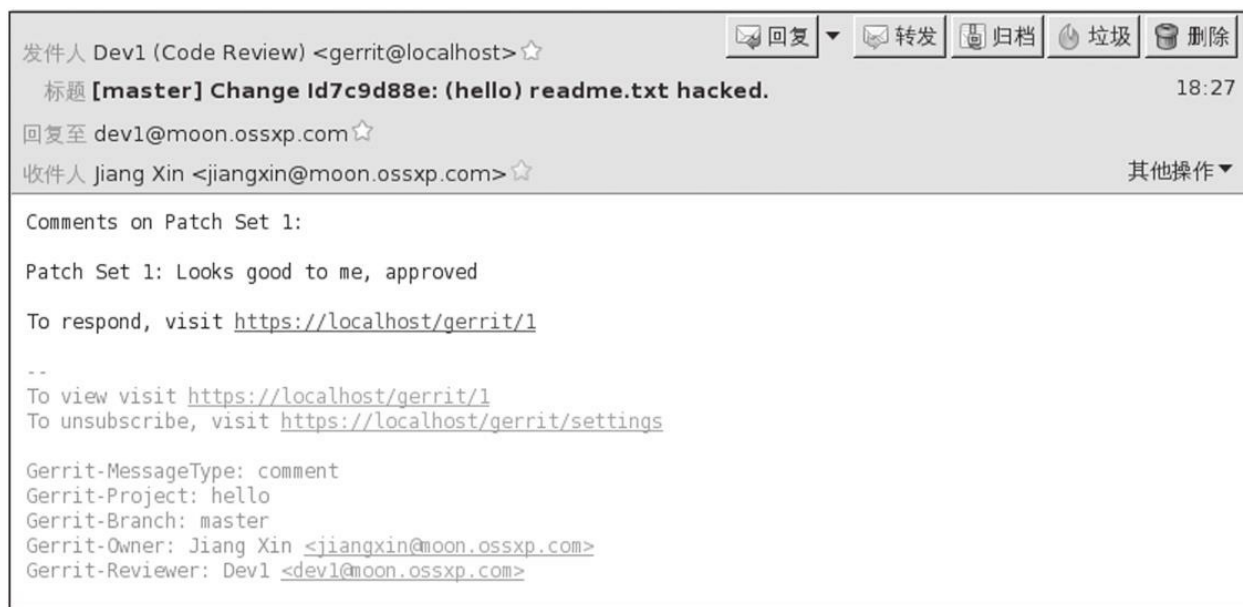 回复 转发 归档 垃圾 删除
发件人 Dev1 (Code Review) <gerrit@localhost>
标题 [master] Change Id7c9d88e: (hello) readme.txt hacked. 18:27
回复至 dev1@moon.ossxp.com
收件人 Jiang Xin <jiangxin@moon.ossxp.com> 其他操作
Comments on Patch Set 1:
Patch Set 1: Looks good to me, approved
To respond, visit https://localhost/gerrit/1
--
To view visit https://localhost/gerrit/1
To unsubscribe, visit https://localhost/gerrit/settings
Gerrit-MessageType: comment
Gerrit-Project: hello
Gerrit-Branch: master
Gerrit-Owner: Jiang Xin <jiangxin@moon.ossxp.com>
Gerrit-Reviewer: Dev1 <dev1@moon.ossxp.com>